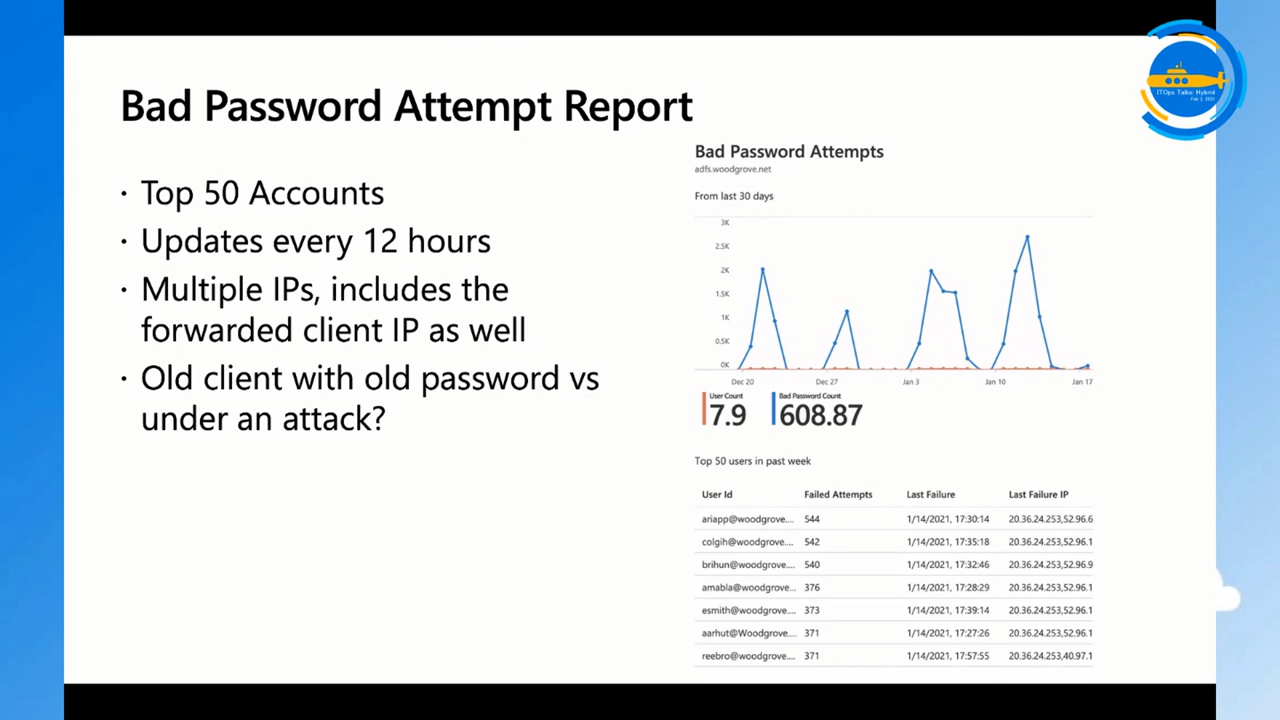 ITOps Talks: Hybrid
Feb 2, 2021
Bad Password Attempt Report
· Top 50 Accounts
· Updates every 12 hours
· Multiple IPs, includes the
forwarded client IP as well
· Old client with old password vs
under an attack?
Bad Password Attempts
adfs.woodgrove.net
From last 30 days
3K
2.5K
2K
1.5K
1K
0.5K
0K
Dec 20 Dec 27 Jan 3 Jan 10 Jan 17
User Count Bad Password Count
7.9 608.87
Top 50 users in past week
User Id Failed Attempts Last Failure Last Failure IP
ariapp@woodgrove.... 544 1/14/2021, 17:30:14 20.36.24.253,52.96.6
colgih@woodgrove.... 542 1/14/2021, 17:35:18 20.36.24.253,52.96.1
brihun@woodgrove.... 540 1/14/2021, 17:32:46 20.36.24.253,52.96.9
amabla@woodgrove... 376 1/14/2021, 17:28:29 20.36.24.253,52.96.1
esmith@woodgrove... 373 1/14/2021, 17:39:14 20.36.24.253,52.96.1
aarhut@Woodgrove.... 371 1/14/2021, 17:27:26 20.36.24.253,52.96.1
reebro@woodgrove.... 371 1/14/2021, 17:57:55 20.36.24.253,40.97.1